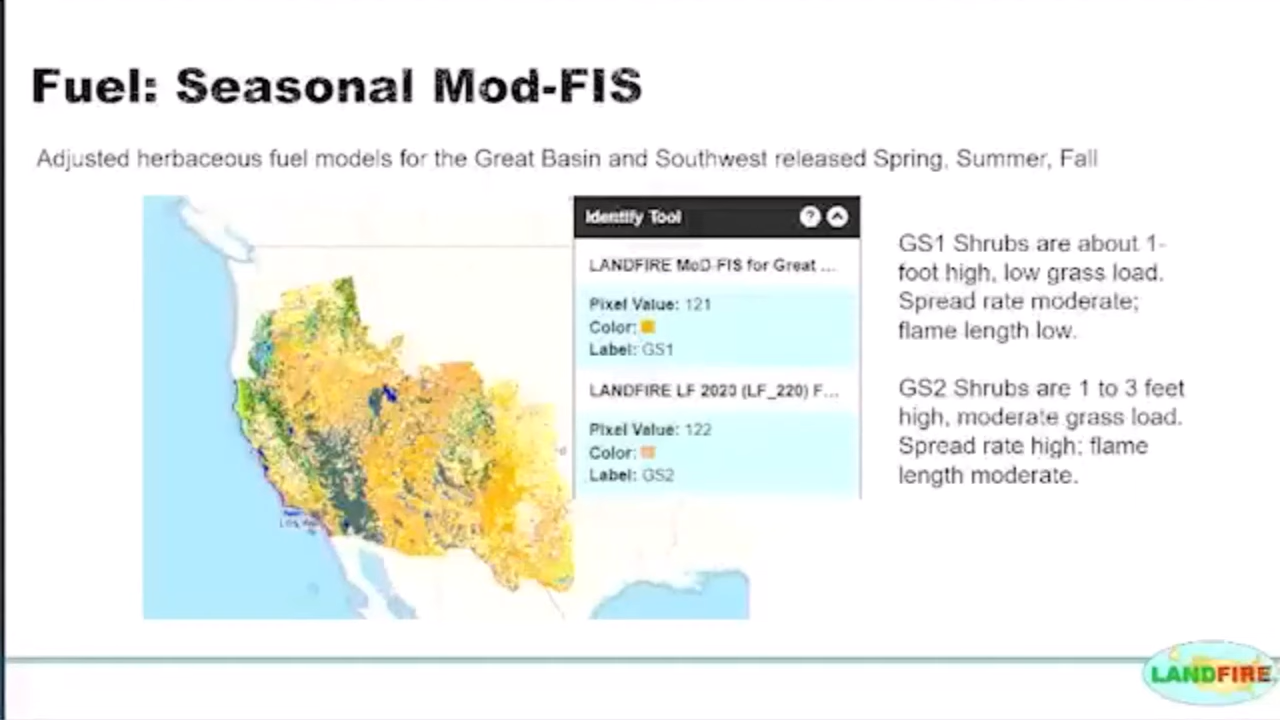 Fuel: Seasonal Mod-FIS
Adjusted herbaceous fuel models for the Great Basin and Southwest released Spring, Summer, Fall
Identify Tool
?
LANDFIRE MoD-FIS for Great ...
Pixel Value: 121
Color:
Label: GS1
LANDFIRE LF 2020 (LF_220) F...
Pixel Value: 122
Color:
Label: GS2
GS1 Shrubs are about 1-
foot high, low grass load.
Spread rate moderate;
flame length low.
GS2 Shrubs are 1 to 3 feet
high, moderate grass load.
Spread rate high; flame
length moderate.
LANDFIRE